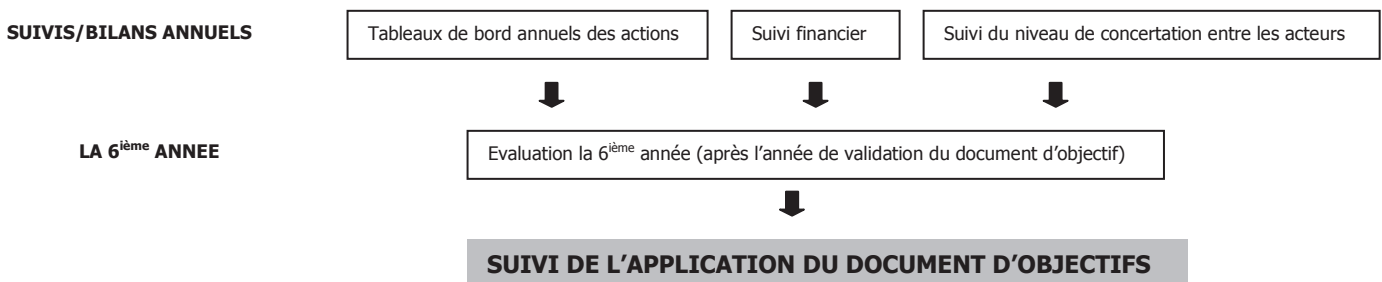 SUIVIS/BILANS ANNUELS
Tableaux de bord annuels des actions
Suivi financier
Suivi du niveau de concertation entre les acteurs
LA 6ième ANNEE
Evaluation la 6ième année (après l’année de validation du document d’objectif)
SUIVI DE L’APPLICATION DU DOCUMENT D’OBJECTIFS